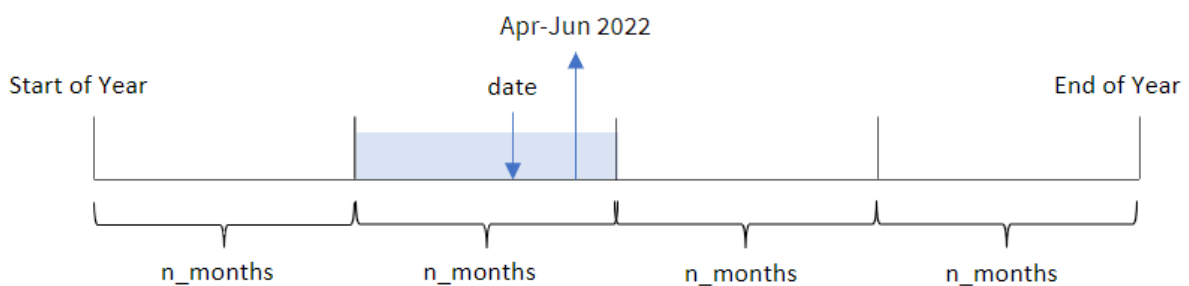 Apr-Jun 2022
Start of Year
date
End of Year
n_months
n_months
n_months
n_months